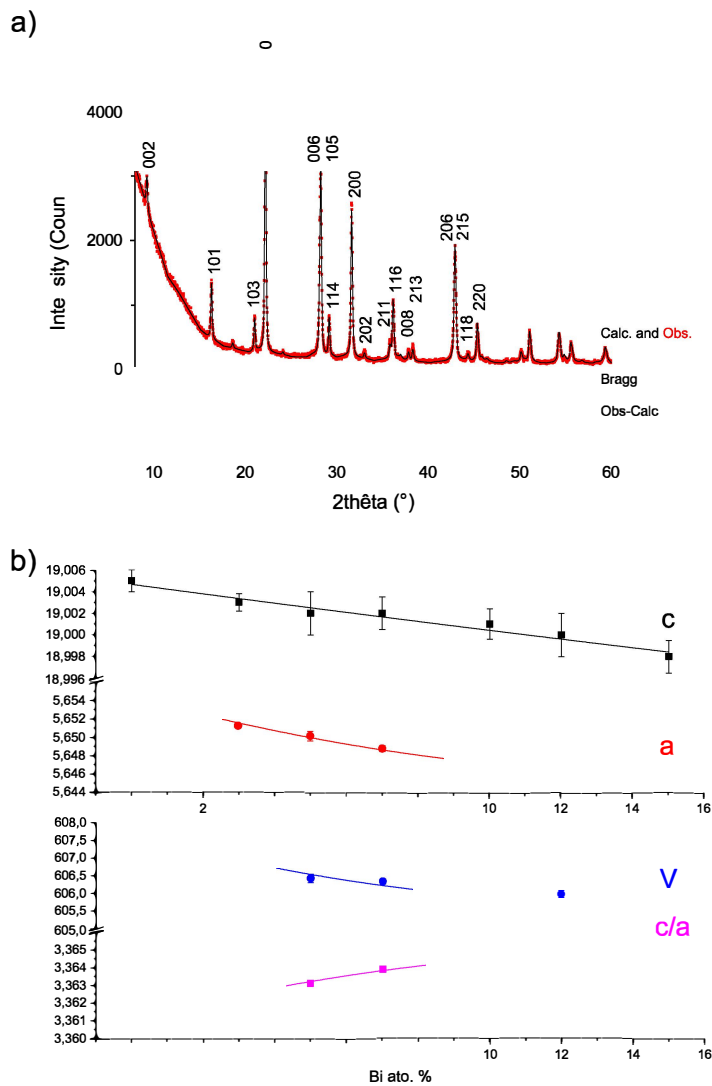 a)
0
4000
2000
0
Inte sity (Coun
002
101
103
006
105
114
200
202
211
116
008
213
206
215
118
220
Calc. and Obs.
Bragg
Obs-Calc
10 20 30 40 50 60
2thêta (°)
b)
19,006
19,004
19,002
19,000
18,998
18,996
5,654
5,652
5,650
5,648
5,646
5,644
c
a
2 10 12 14 16
608,0
607,0
606,5
606,0
605,5
605,0
3,365
3,364
3,363
3,361
3,360
V
c/a
10 12 14 16
Bi ato. %